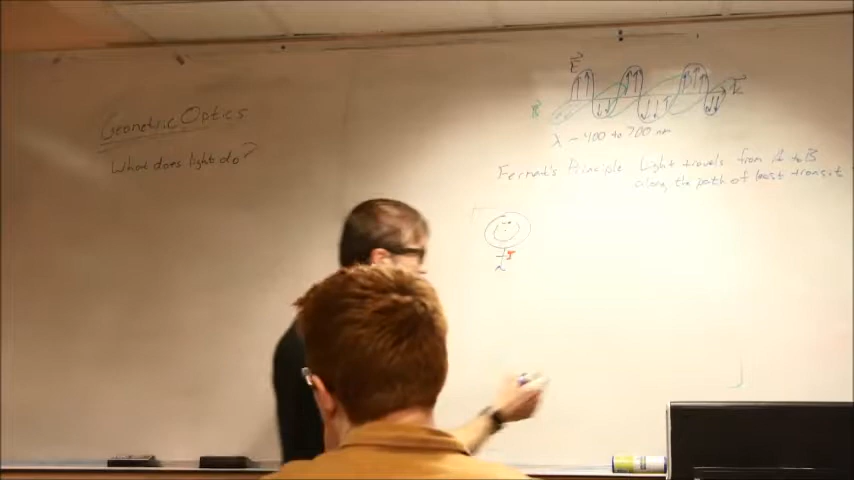 Geometric Optics
What does light do?
E
B
k
λ ~ 400 to 700 nm
Fermat's Principle Light travels from A to B
along the path of least transit